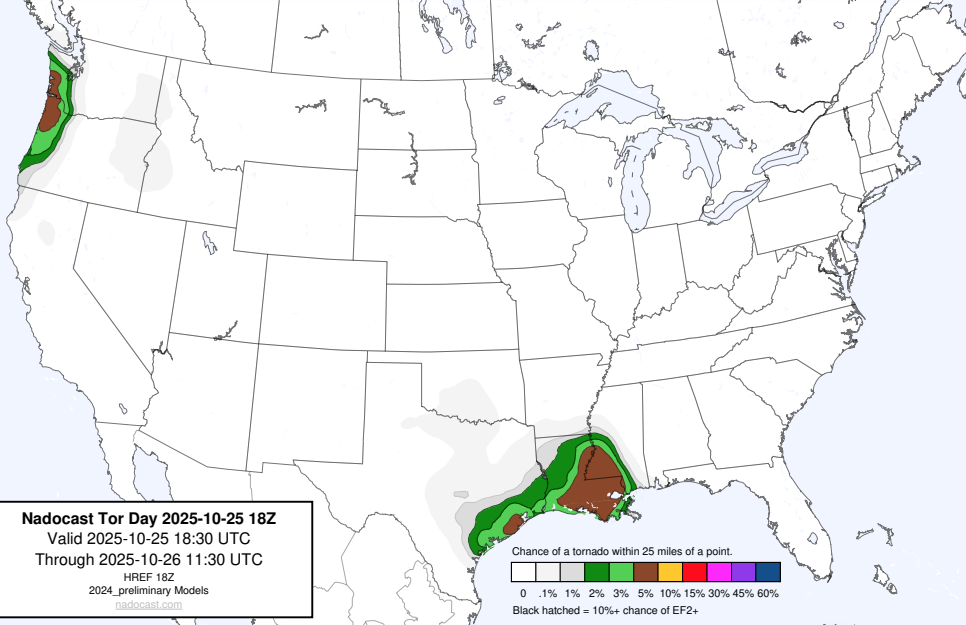 Nadocast Tor Day 2025-10-25 18Z
Valid 2025-10-25 18:30 UTC
Through 2025-10-26 11:30 UTC
HREF 18Z
2024_preliminary Models
nadocast.com
Chance of a tornado within 25 miles of a point.
0 .1% 1% 2% 3% 5% 10% 15% 30% 45% 60%
Black hatched = 10%+ chance of EF2+